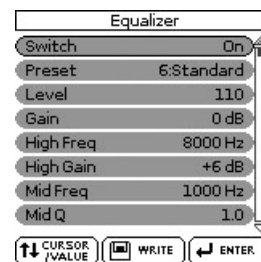 Equalizer
Switch On
Preset 6:Standard
Level 110
Gain 0 dB
High Freq 8000 Hz
High Gain +6 dB
Mid Freq 1000 Hz
Mid Q 1.0
CURSOR
/VALUE WRITE ENTER